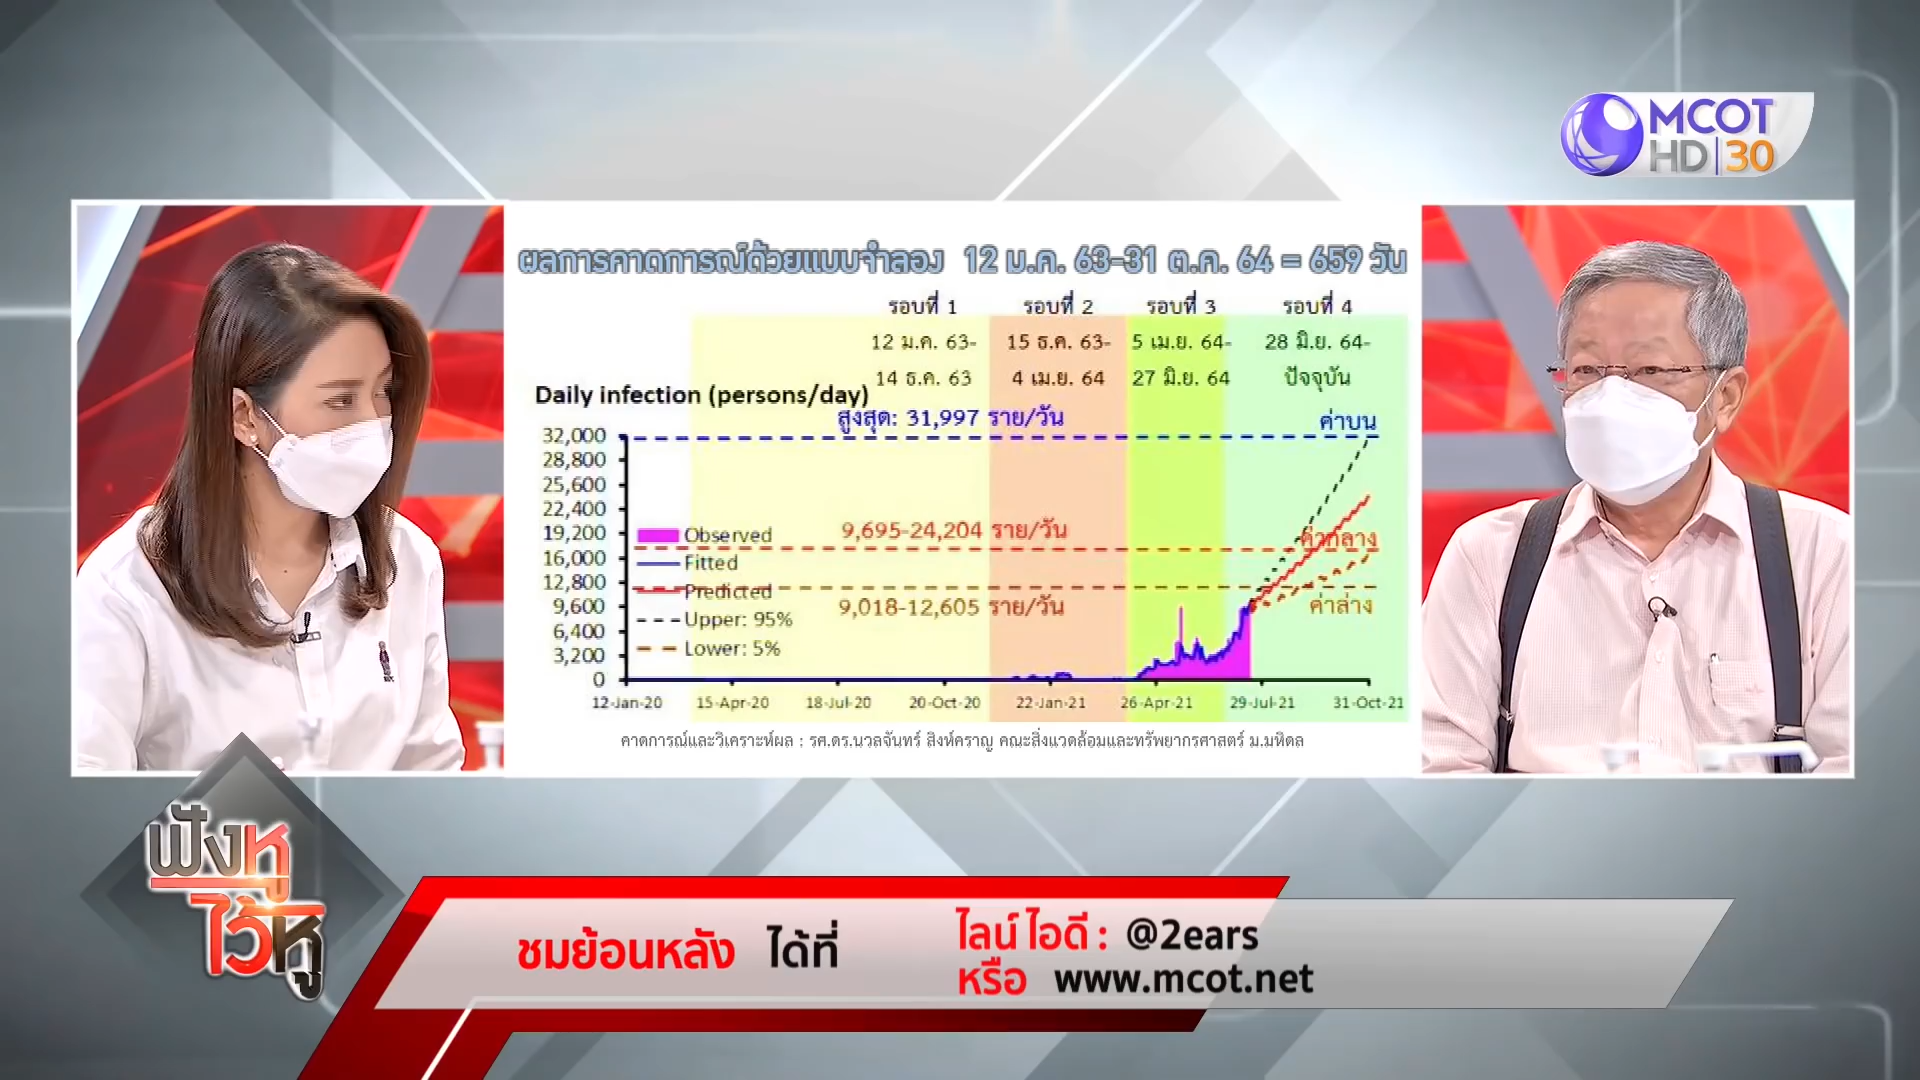 MCOT
HD 30
ผลการคาดการณ์ด้วยแบบจำลอง 12 ม.ค. 63-31 ต.ค. 64 = 659 วัน
รอบที่ 1 รอบที่ 2 รอบที่ 3 รอบที่ 4
12 ม.ค. 63- 15 ธ.ค. 63- 5 เม.ย. 64- 28 มิ.ย. 64-
14 ธ.ค. 63 4 เม.ย. 64 27 มิ.ย. 64 ปัจจุบัน
Daily infection (persons/day)
สูงสุด: 31,997 ราย/วัน ค่าบน
32,000
28,800
25,600
22,400
19,200
16,000
12,800
9,600
6,400
3,200
0
Observed
Fitted
Predicted
Upper: 95%
Lower: 5%
9,695-24,204 ราย/วัน ค่ากลาง
9,018-12,605 ราย/วัน ค่าล่าง
12-Jan-20 15-Apr-20 18-Jul-20 20-Oct-20 22-Jan-21 26-Apr-21 29-Jul-21 31-Oct-21
คาดการณ์และวิเคราะห์ผล : รศ.ดร.นวลจันทร์ สิงห์คราญ คณะสิ่งแวดล้อมและทรัพยากรศาสตร์ ม.มหิดล
ฟังหู
ไว้หู
ชมย้อนหลัง ได้ที่
ไลน์ ไอดี : @2ears
หรือ www.mcot.net